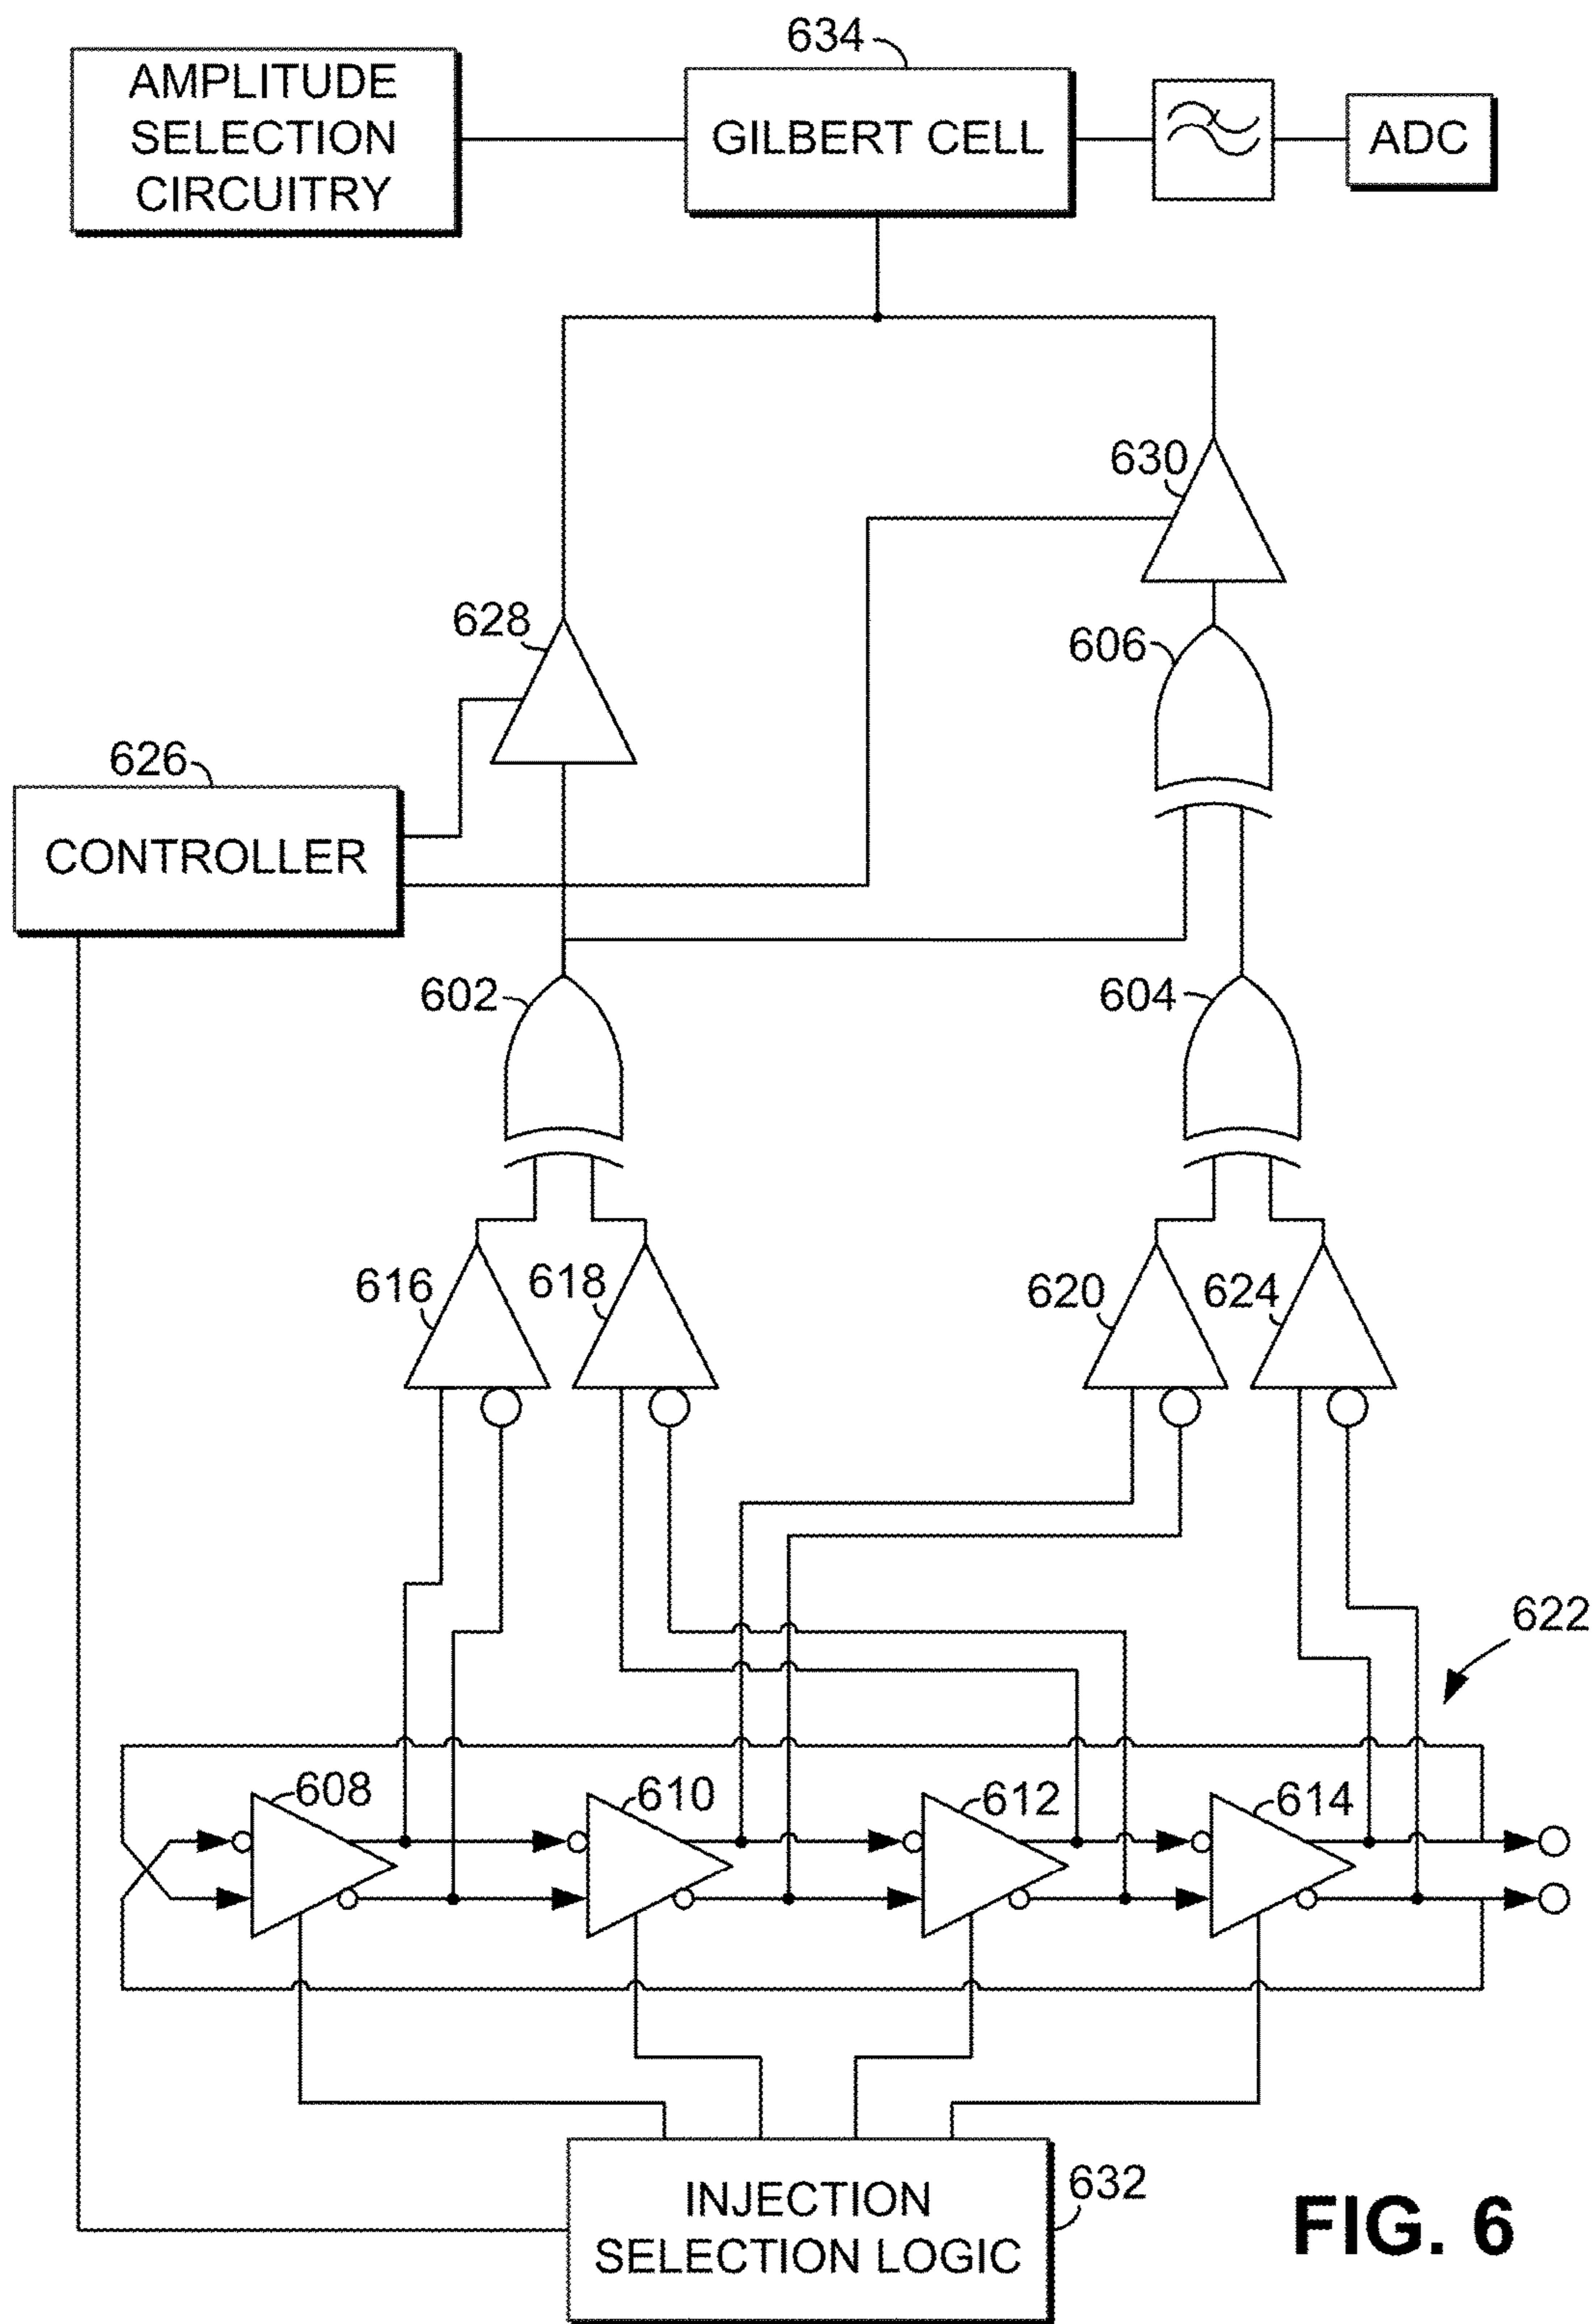 634
AMPLITUDE
SELECTION
CIRCUITRY
GILBERT CELL
ADC
630
628
606
626
CONTROLLER
602
604
616
618
620
624
622
608
610
612
614
INJECTION
SELECTION LOGIC
632
FIG. 6